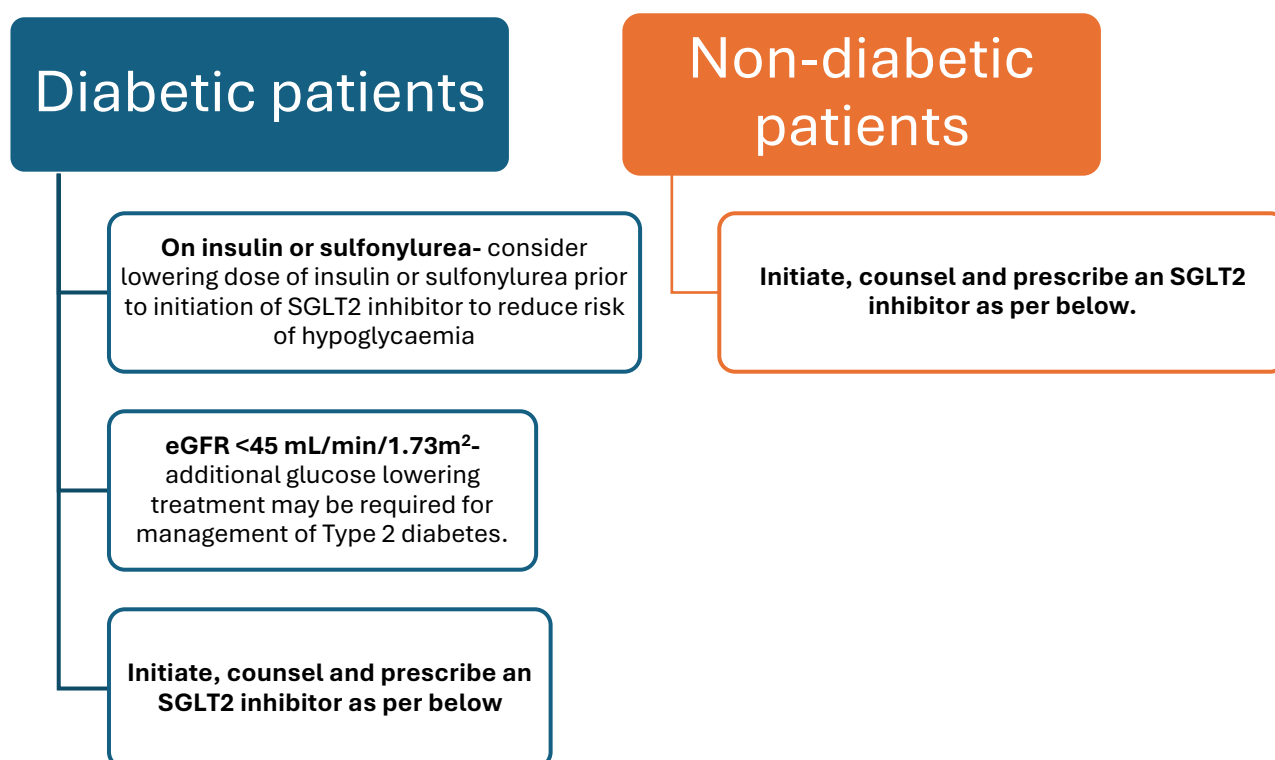 Diabetic patients
On insulin or sulfonylurea- consider
lowering dose of insulin or sulfonylurea prior
to initiation of SGLT2 inhibitor to reduce risk
of hypoglycaemia
eGFR <45 mL/min/1.73m²-
additional glucose lowering
treatment may be required for
management of Type 2 diabetes.
Initiate, counsel and prescribe an
SGLT2 inhibitor as per below
Non-diabetic
patients
Initiate, counsel and prescribe an SGLT2
inhibitor as per below.